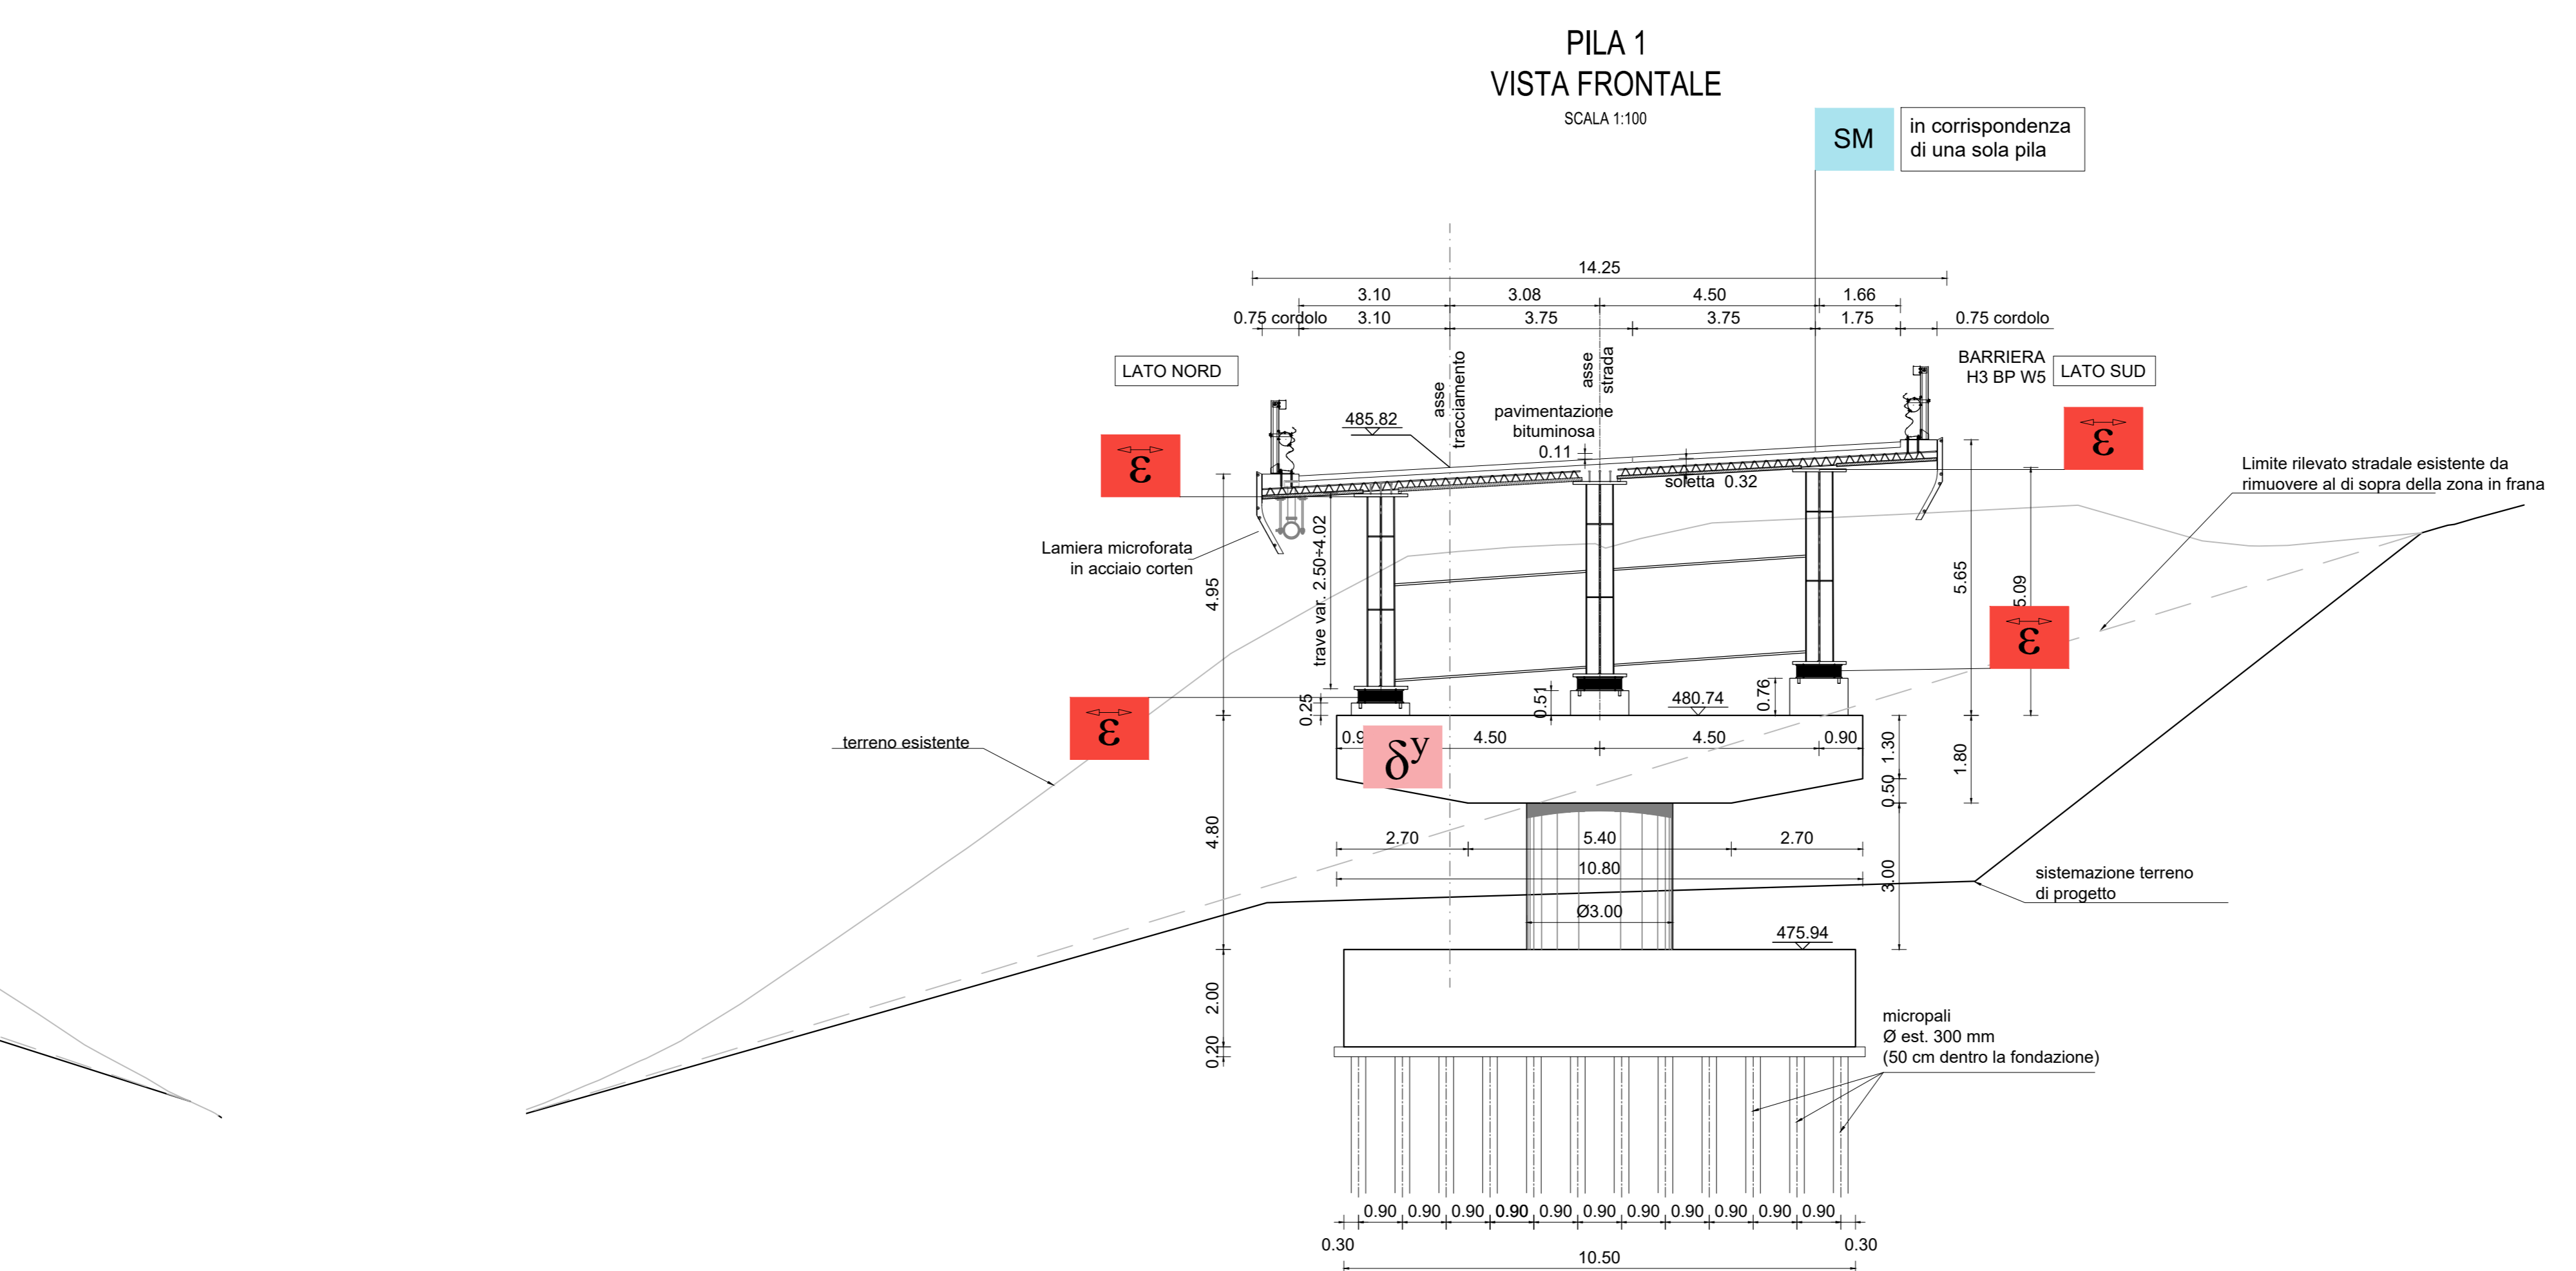 PILA 1
VISTA FRONTALE
SCALA 1:100
SM
in corrispondenza
di una sola pila
14.25
3.10 3.08 4.50 1.66
0.75 cordolo 3.10 3.75 3.75 1.75 0.75 cordolo
LATO NORD
asse
tracciamento
asse
strada
BARRIERA
H3 BP W5
LATO SUD
485.82
pavimentazione
bituminosa
0.11
soletta 0.32
ε
ε
Limite rilevato stradale esistente da
rimuovere al di sopra della zona in frana
Lamiera microforata
in acciaio corten
4.95
trave var. 2.50÷4.02
5.65
5.09
ε
ε
0.25
0.51
480.74
0.76
terreno esistente
δy
4.50 4.50 0.90
1.30
0.50
1.80
4.80
2.70 5.40 2.70
10.80
3.00
sistemazione terreno
di progetto
Ø3.00
475.94
2.00
0.20
micropali
Ø est. 300 mm
(50 cm dentro la fondazione)
0.90 0.90 0.90 0.90 0.90 0.90 0.90 0.90 0.90 0.90 0.90
0.30 0.30
10.50